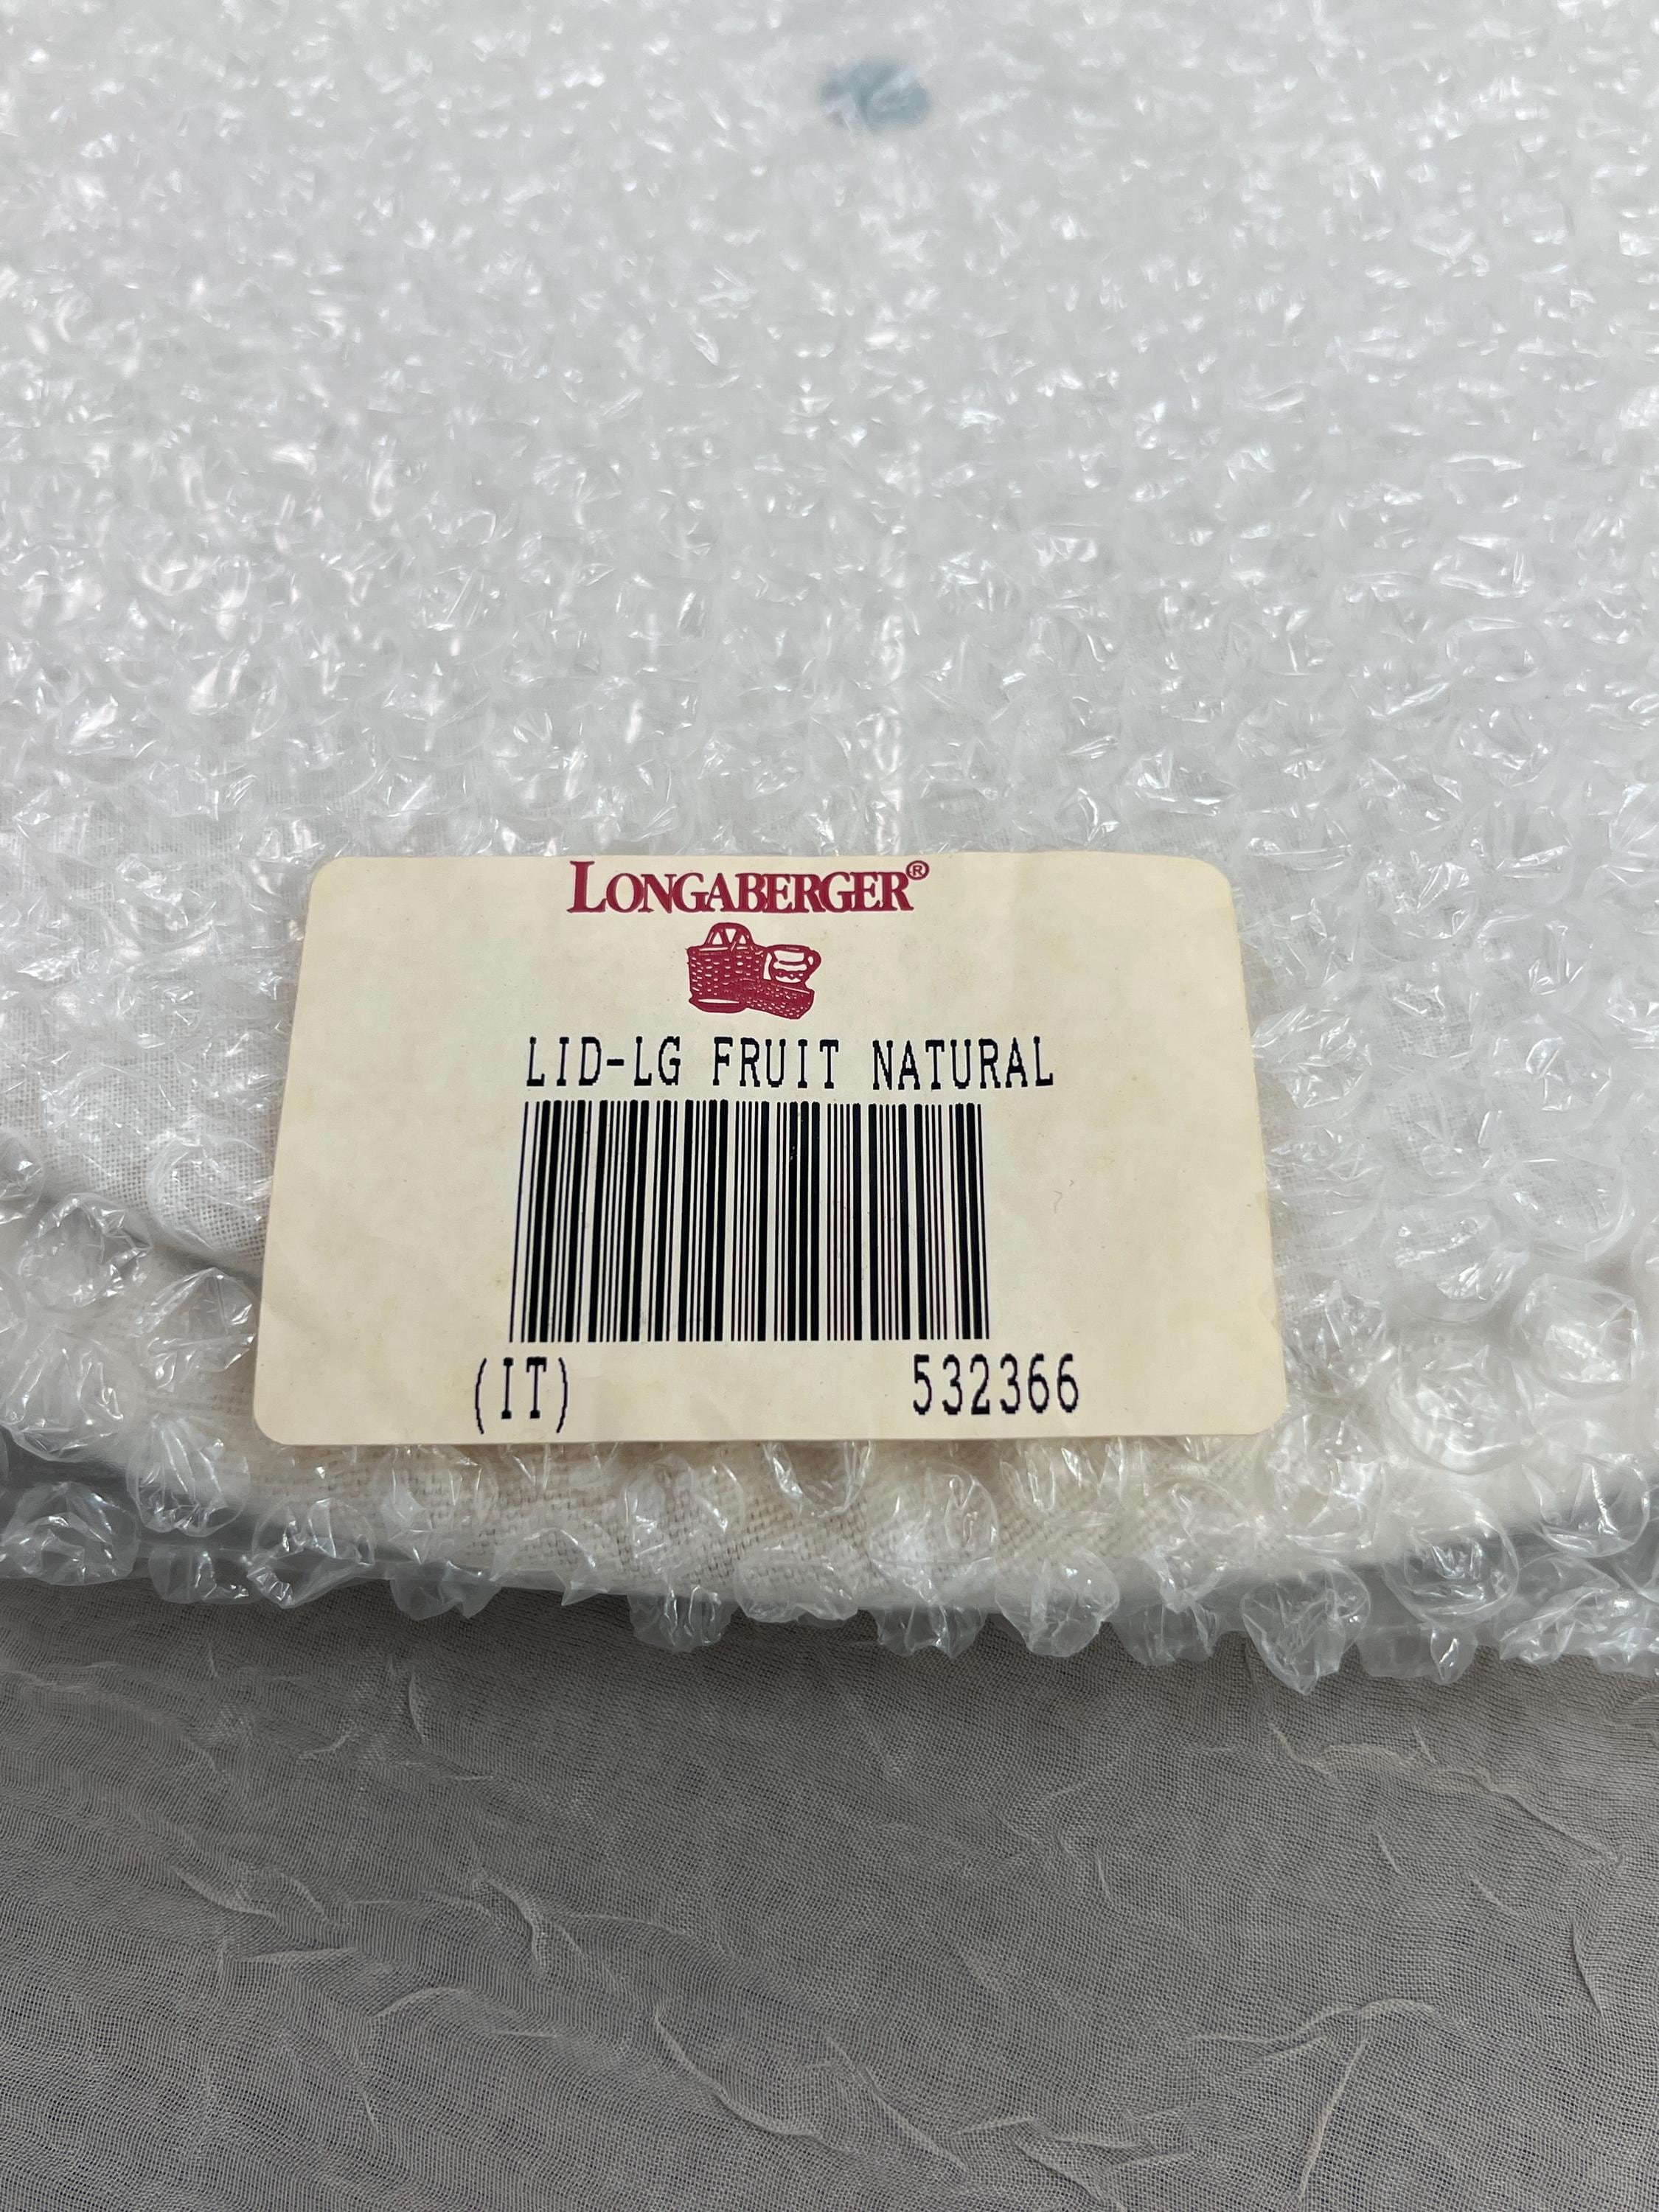 LONGABERGER®
LID-LG FRUIT NATURAL
(IT) 532366